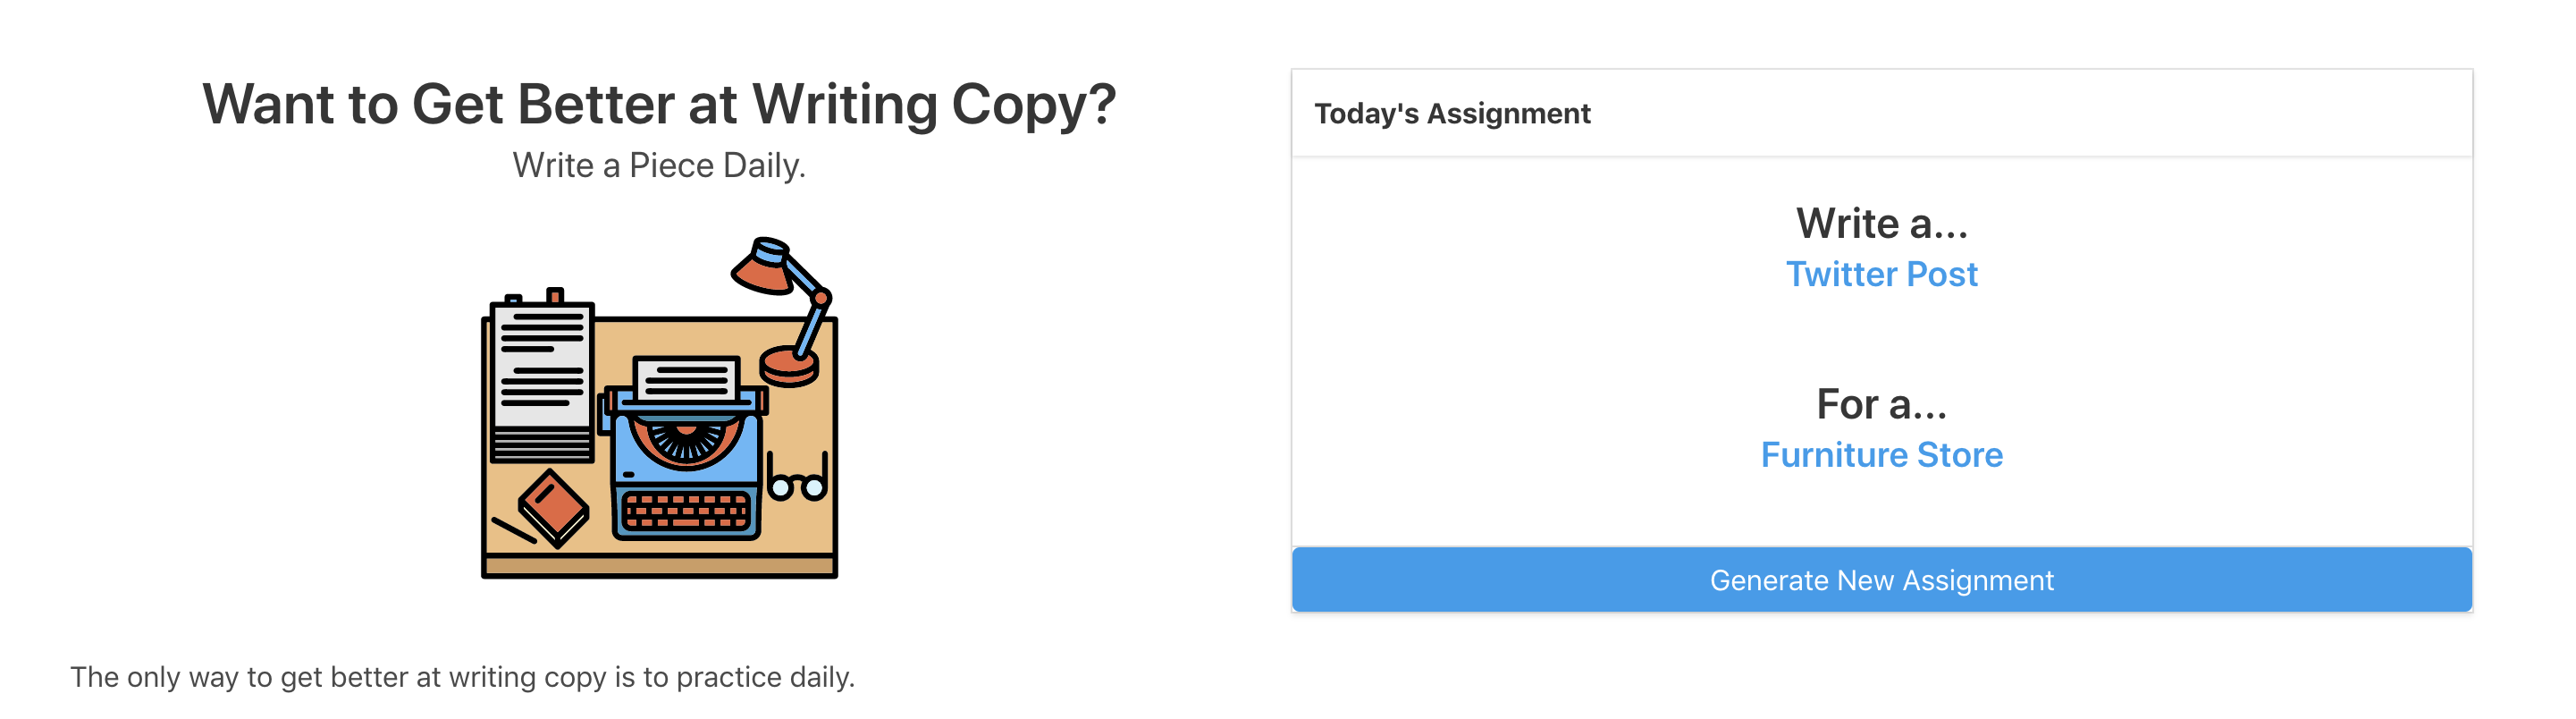 Want to Get Better at Writing Copy?
Write a Piece Daily.
The only way to get better at writing copy is to practice daily.
Today's Assignment
Write a...
Twitter Post
For a...
Furniture Store
Generate New Assignment